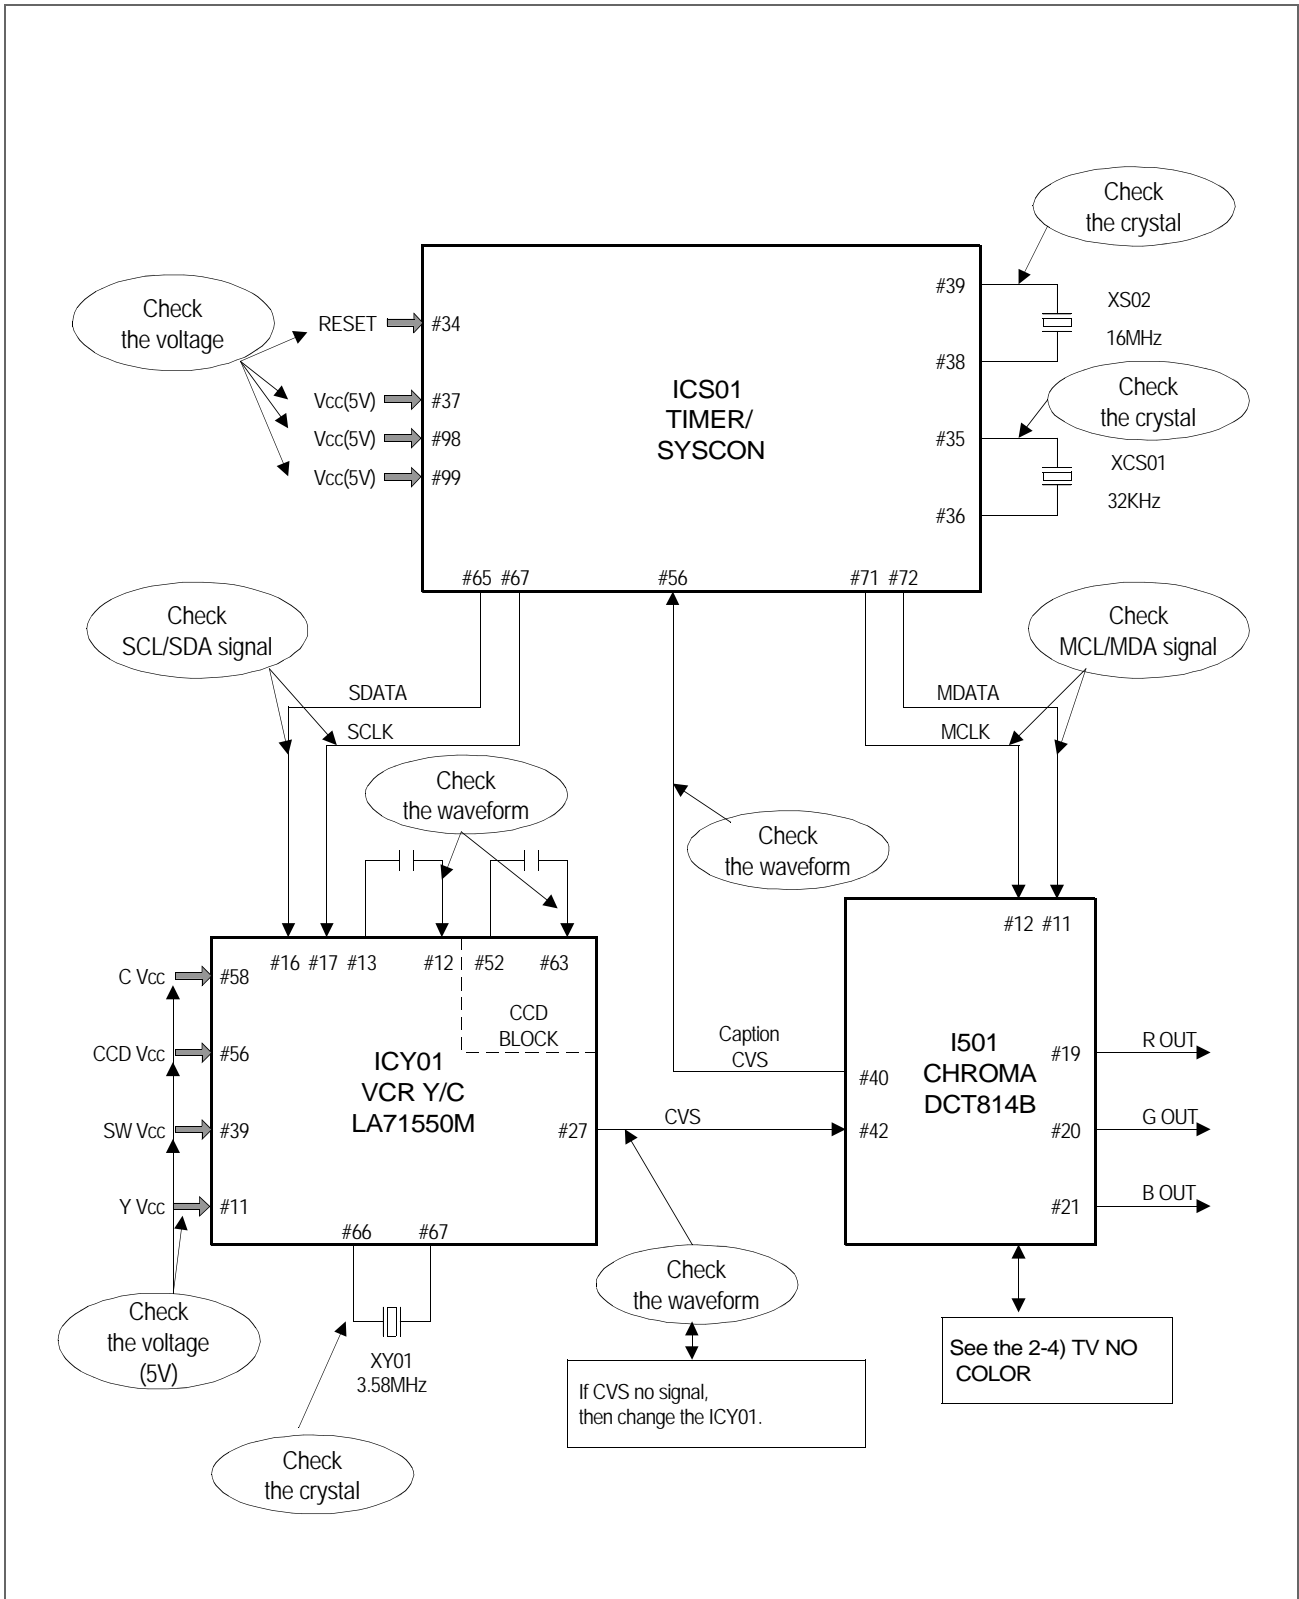 Check
the crystal
#39
XS02
16MHz
#38
Check
the voltage
RESET
#34
Vcc(5V)
#37
Vcc(5V)
#98
Vcc(5V)
#99
ICS01
TIMER/
SYSCON
Check
the crystal
#35
XCS01
32KHz
#36
#65 #67
#56
#71 #72
Check
SCL/SDA signal
Check
MCL/MDA signal
SDATA
SCLK
MDATA
MCLK
Check
the waveform
Check
the waveform
#16 #17 #13
#12
#52
#63
CCD
BLOCK
C Vcc
#58
CCD Vcc
#56
SW Vcc
#39
Y Vcc
#11
ICY01
VCR Y/C
LA71550M
#27
#66
#67
CVS
Caption
CVS
#12 #11
#40
#42
I501
CHROMA
DCT814B
#19
R OUT
#20
G OUT
#21
B OUT
Check
the voltage
(5V)
XY01
3.58MHz
Check
the waveform
If CVS no signal,
then change the ICY01.
See the 2-4) TV NO
COLOR
Check
the crystal